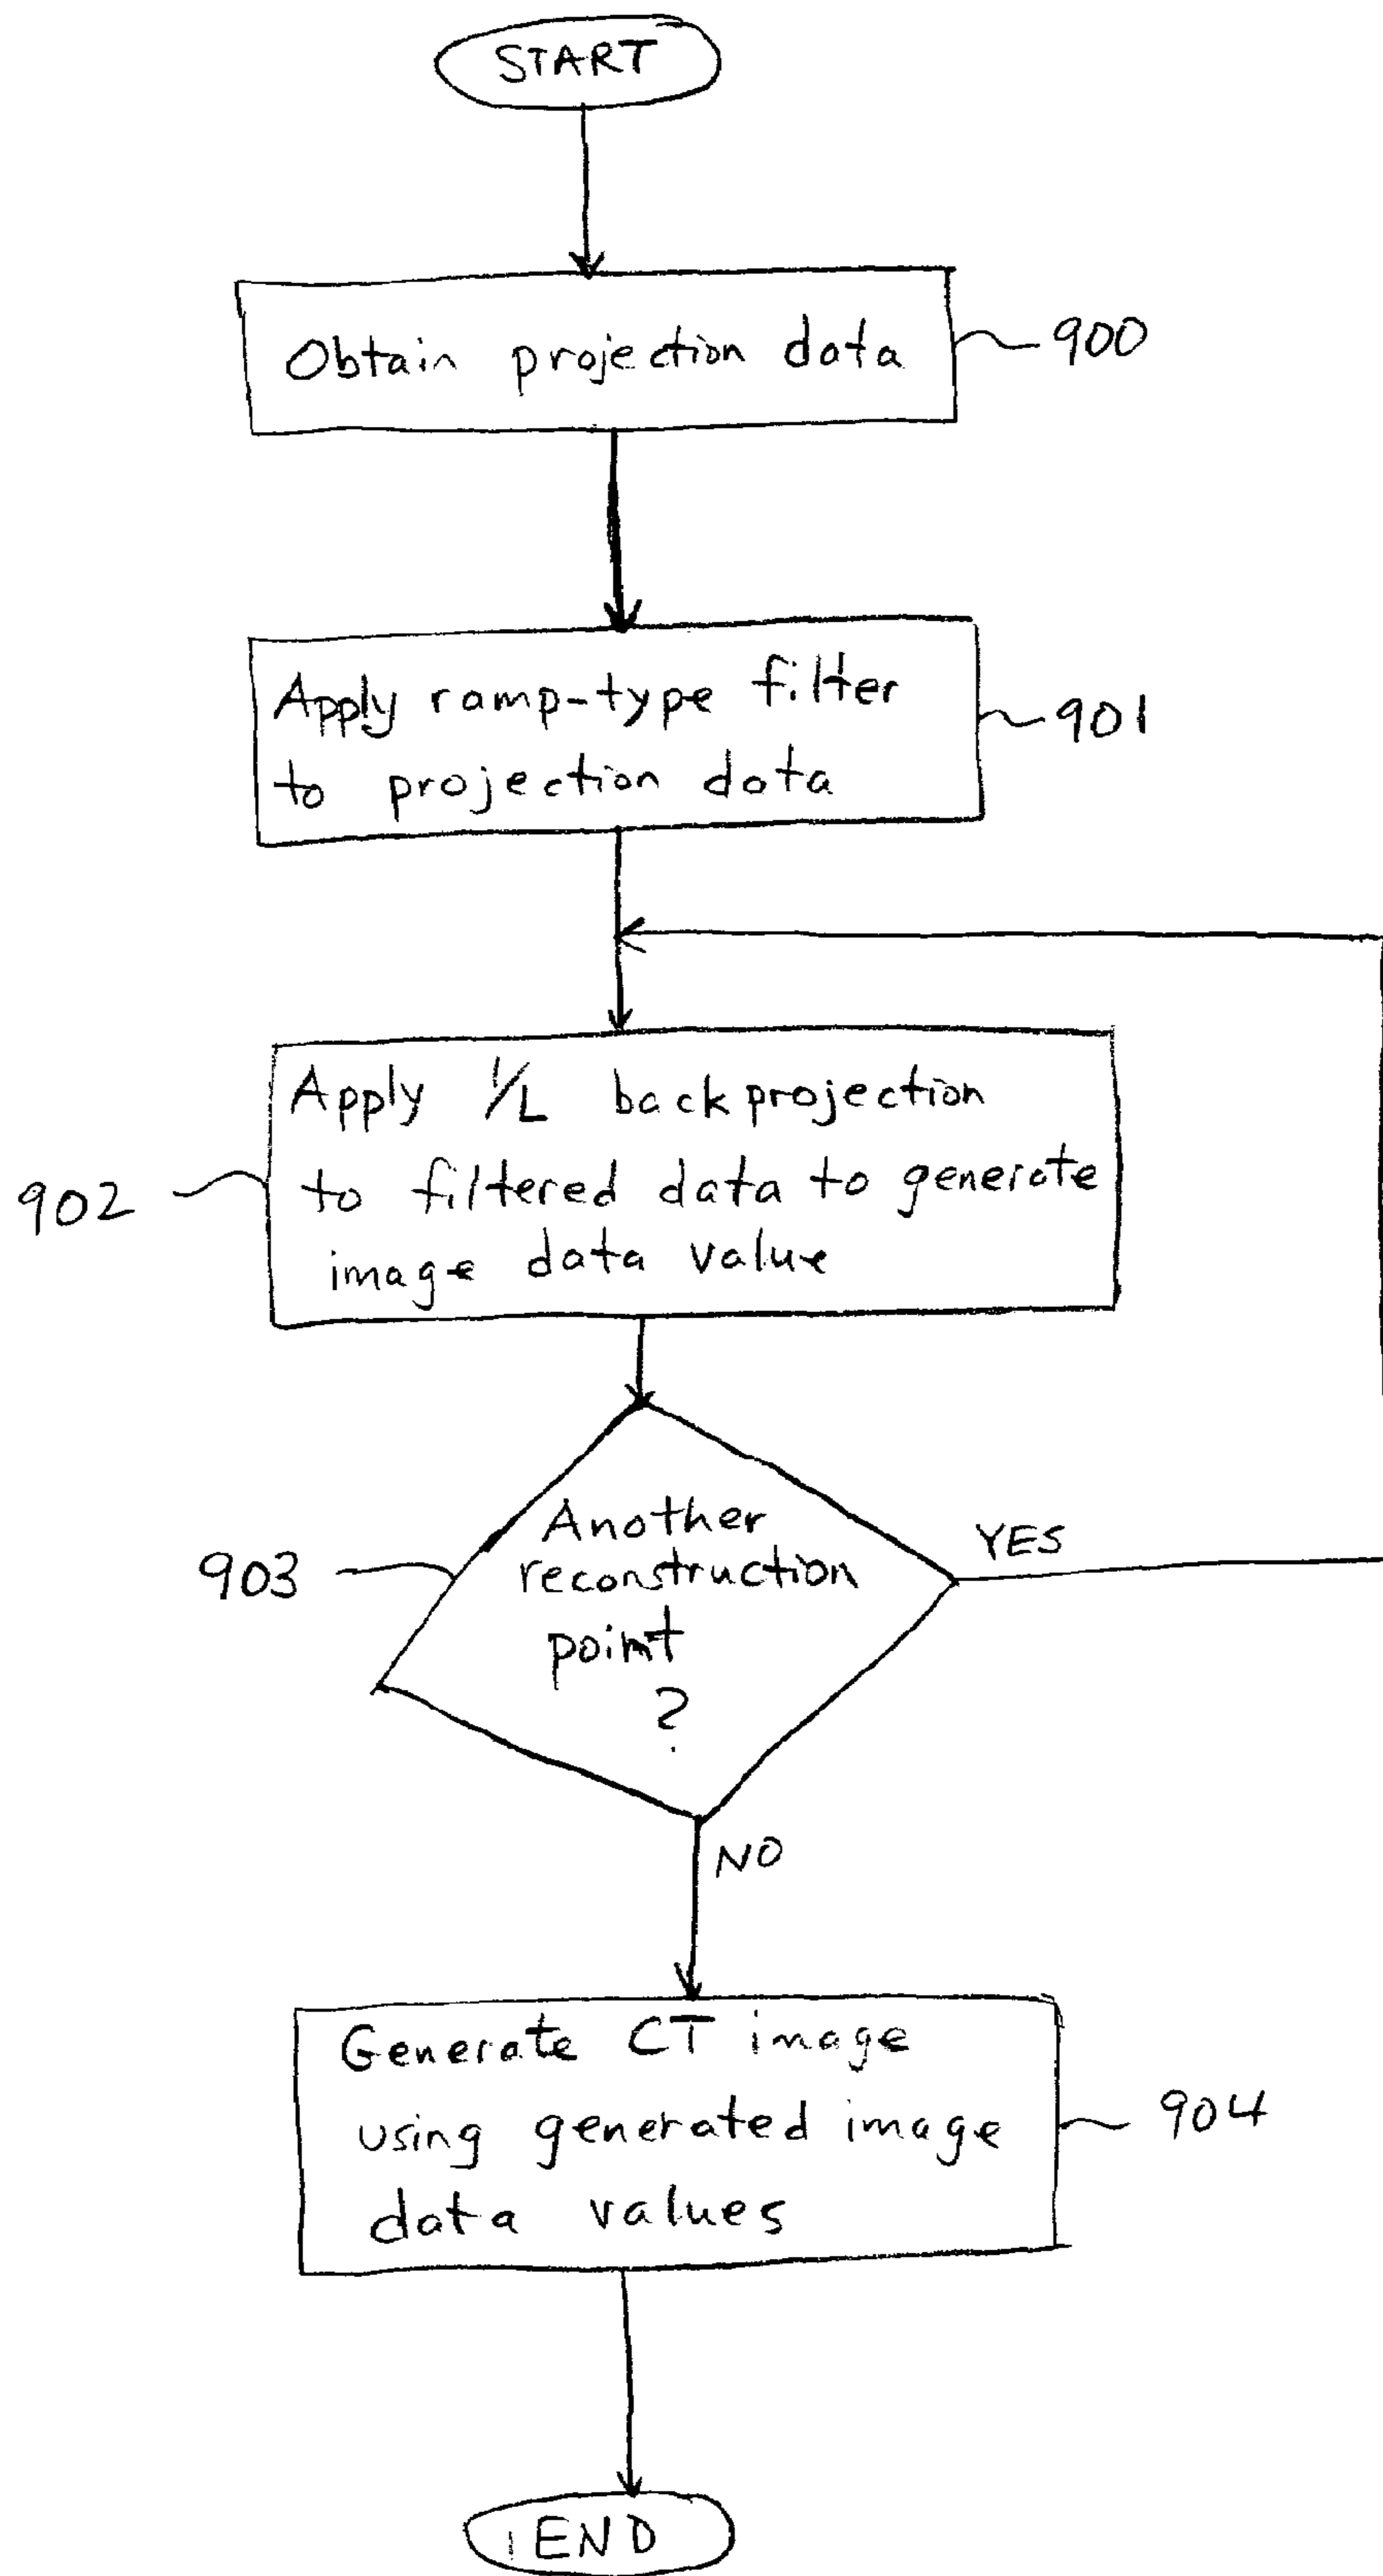 START
Obtain projection data
900
Apply ramp-type filter
to projection data
901
Apply 1/L backprojection
to filtered data to generate
image data value
902
Another
reconstruction
point
?
903
YES
NO
Generate CT image
using generated image
data values
904
END